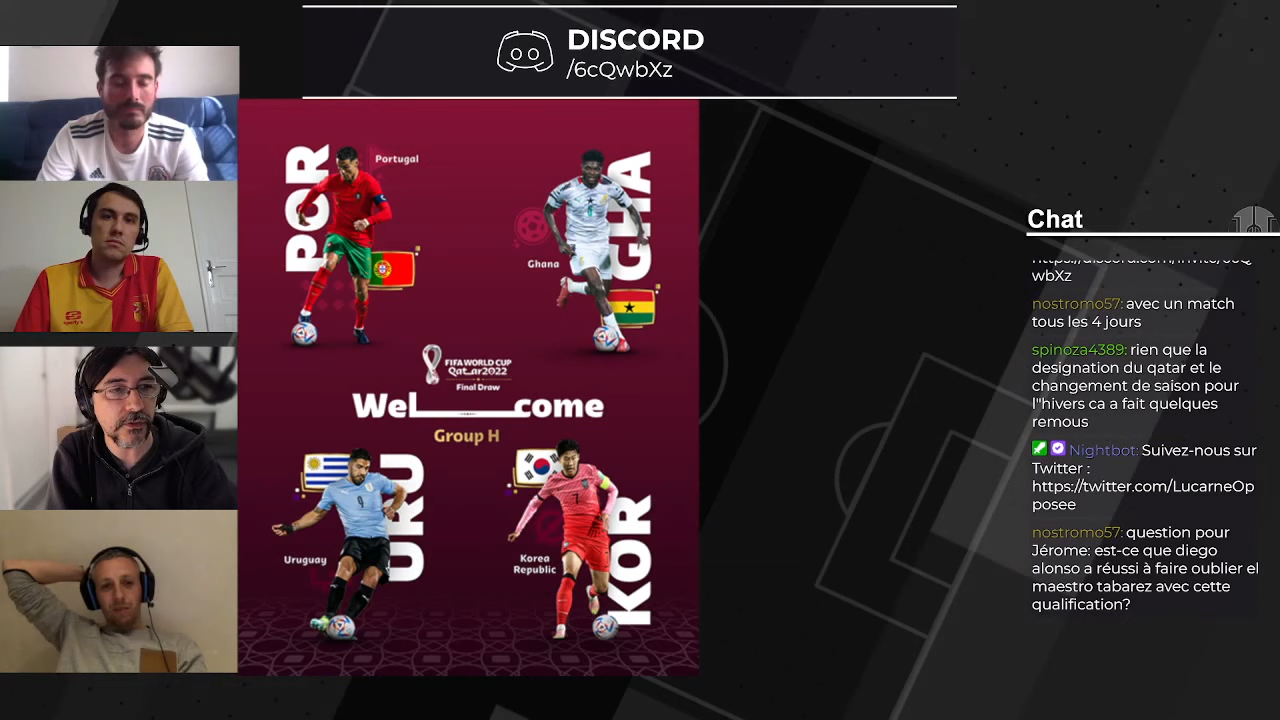 DISCORD
/6cQwbXz
POR
Portugal
GHA
Ghana
FIFA WORLD CUP
Qatar2022
Final Draw
Wel come
Group H
URU
Uruguay
9
KOR
Korea
Republic
7
Chat
wbXz
nostromo57: avec un match
tous les 4 jours
spinoza4389: rien que la
designation du qatar et le
changement de saison pour
l"hivers ca a fait quelques
remous
Nightbot: Suivez-nous sur
Twitter :
https://twitter.com/LucarneOp
posee
nostromo57: question pour
Jérome: est-ce que diego
alonso a réussi à faire oublier el
maestro tabarez avec cette
qualification?